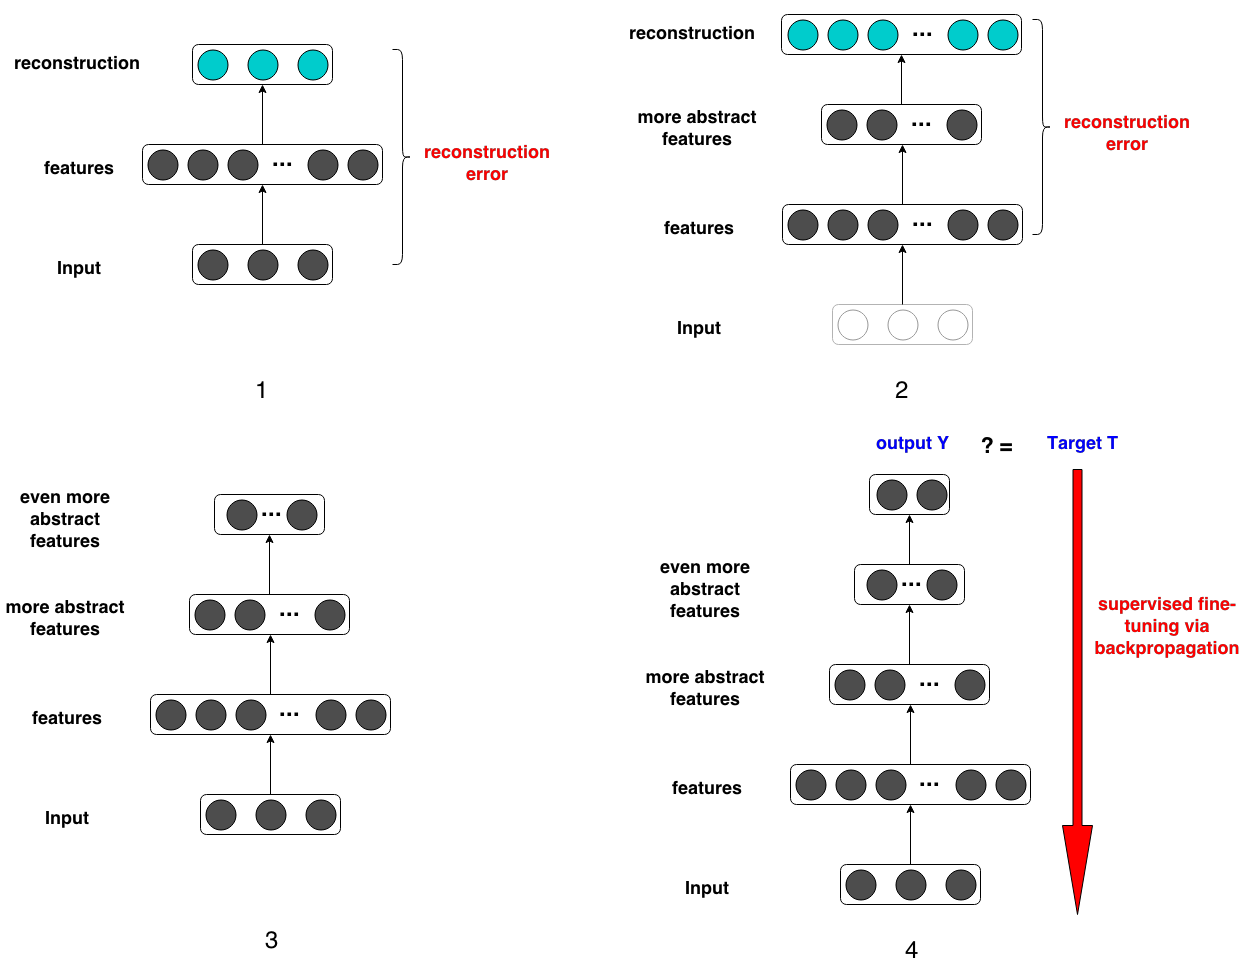 reconstruction
features
Input
reconstruction
error
...
1
reconstruction
more abstract
features
features
Input
reconstruction
error
...
...
...
2
even more
abstract
features
more abstract
features
features
Input
...
...
...
3
output Y ? = Target T
even more
abstract
features
more abstract
features
features
Input
...
...
...
supervised fine-
tuning via
backpropagation
4